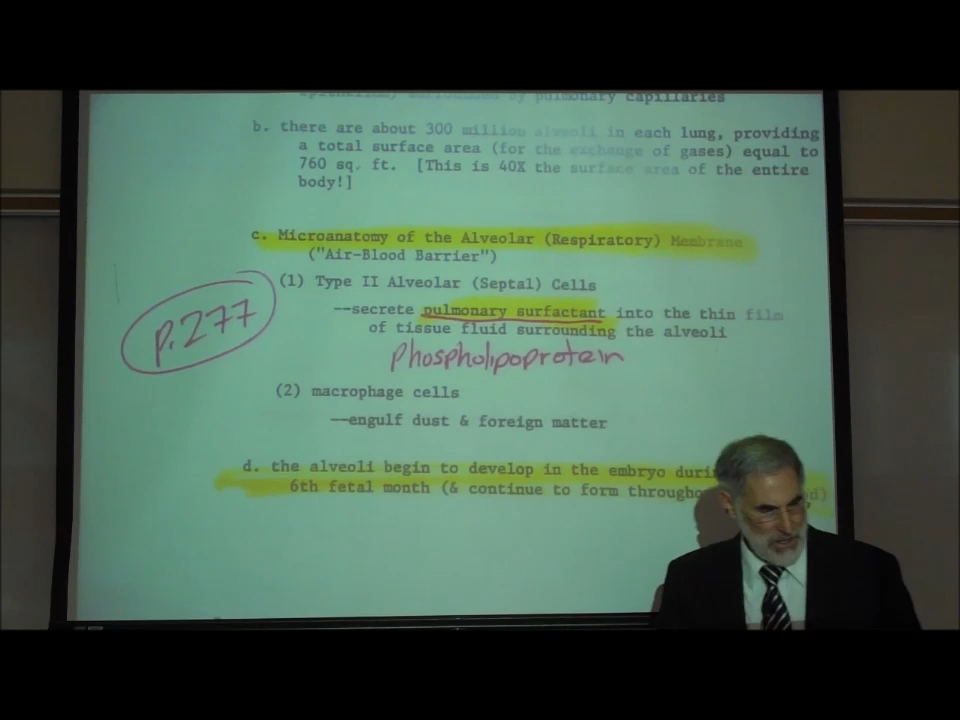 surrounded by pulmonary capillaries
b. there are about 300 million alveoli in each lung, providing
a total surface area (for the exchange of gases) equal to
760 sq. ft. [This is 40X the surface area of the entire
body!]
c. Microanatomy of the Alveolar (Respiratory) Membrane
("Air-Blood Barrier")
(1) Type II Alveolar (Septal) Cells
p.277
--secrete pulmonary surfactant into the thin film
of tissue fluid surrounding the alveoli
Phospholipoprotein
(2) macrophage cells
--engulf dust & foreign matter
d. the alveoli begin to develop in the embryo
6th fetal month (& continue to form